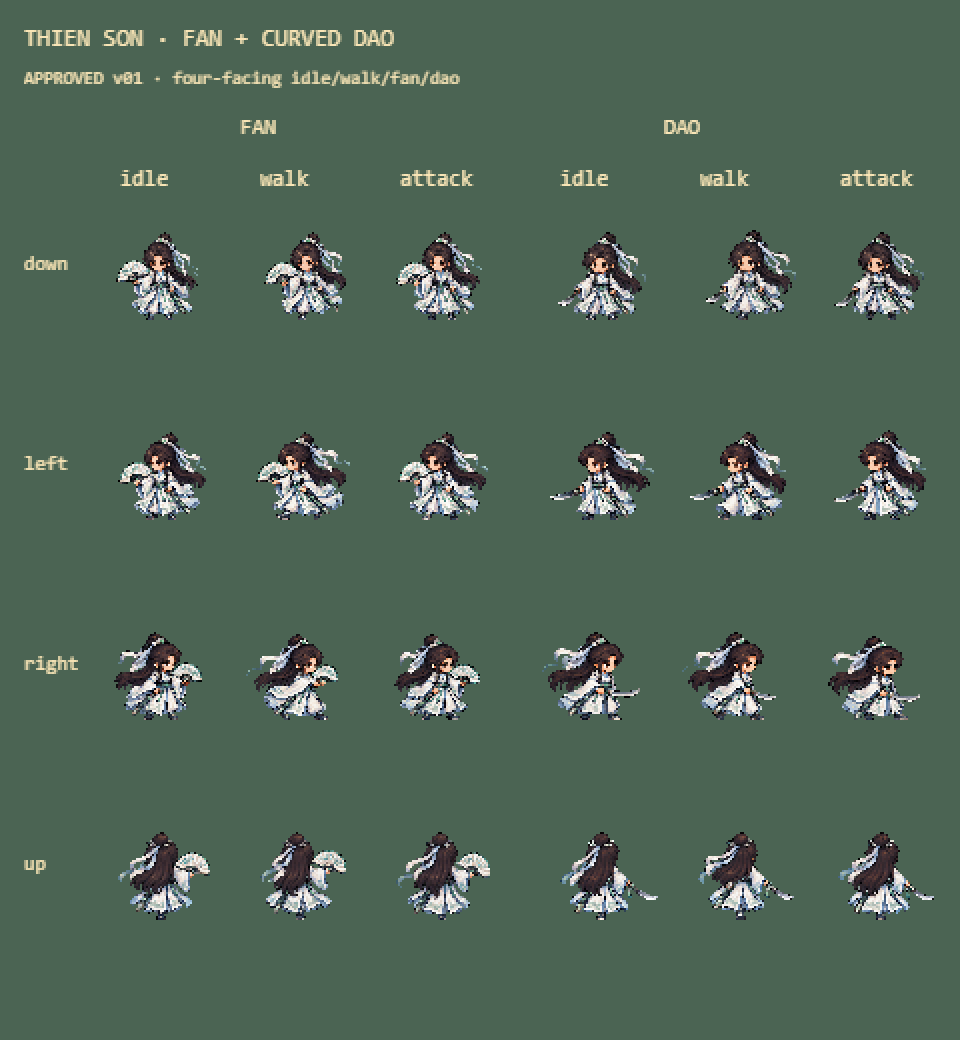 THIEN SON · FAN + CURVED DAO
APPROVED v01 · four-facing idle/walk/fan/dao
FAN DAO
idle walk attack idle walk attack
down
left
right
up